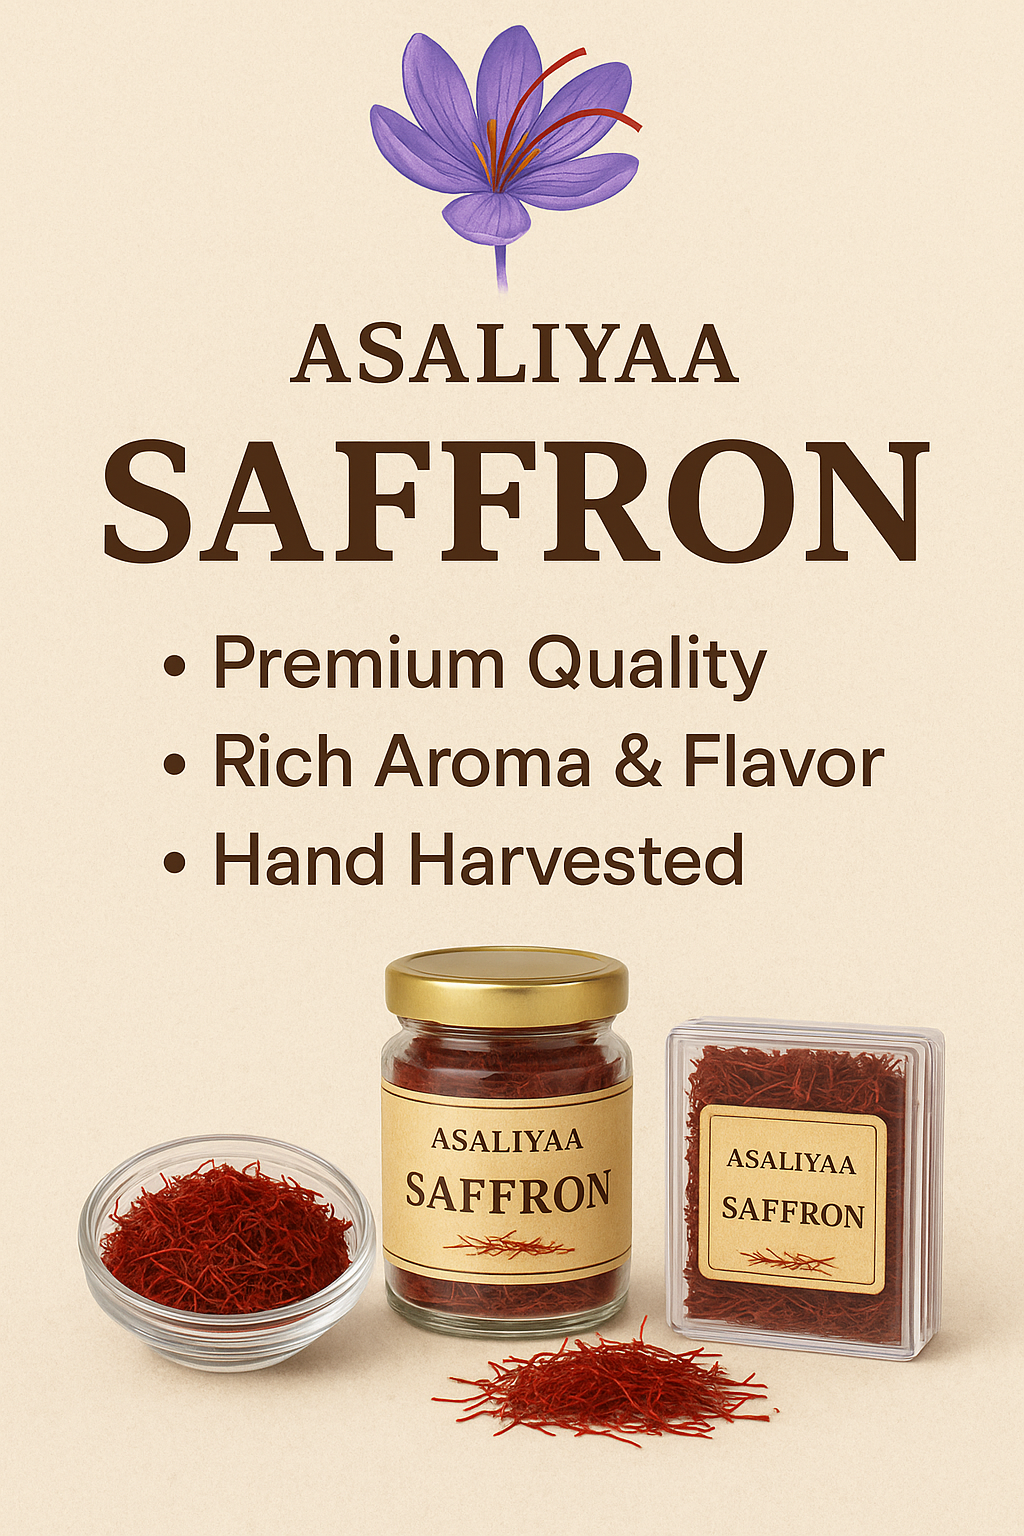 ASALIYAA
SAFFRON
• Premium Quality
• Rich Aroma & Flavor
• Hand Harvested
ASALIYAA
SAFFRON
ASALIYAA
SAFFRON